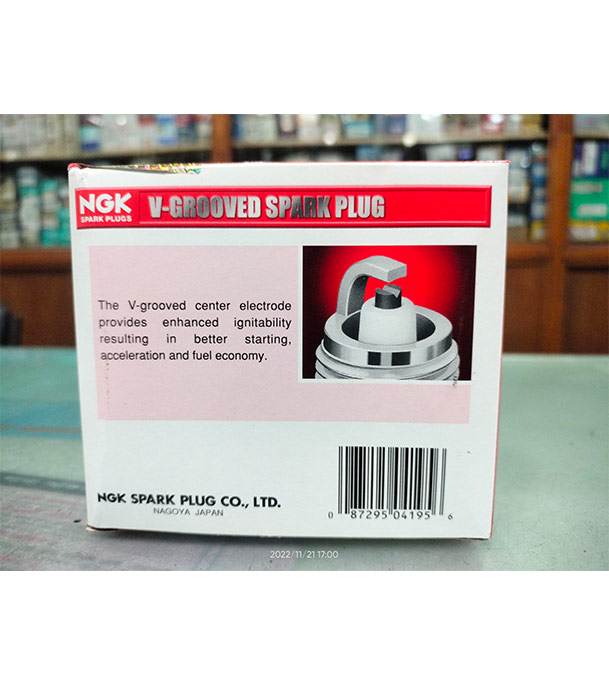 NGK
SPARK PLUGS
V-GROOVED SPARK PLUG
The V-grooved center electrode
provides enhanced ignitability
resulting in better starting,
acceleration and fuel economy.
NGK SPARK PLUG CO., LTD.
NAGOYA JAPAN
0 87295 04195 6
2022/11/21 17:00